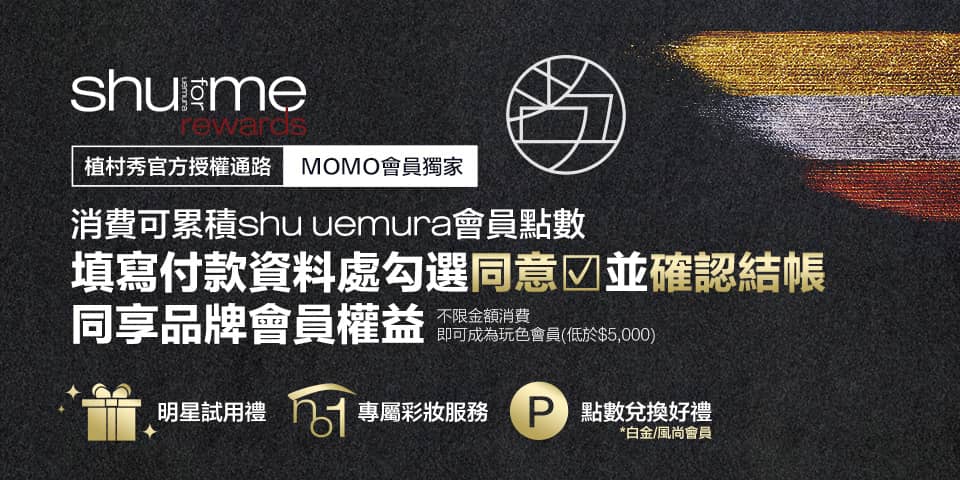 shu uemura for me
rewards
植村秀官方授權通路 MOMO會員獨家
消費可累積shu uemura會員點數
填寫付款資料處勾選同意☑並確認結帳
同享品牌會員權益
不限金額消費
即可成為玩色會員(低於$5,000)
明星試用禮 no1 專屬彩妝服務 P 點數兌換好禮
*白金/風尚會員